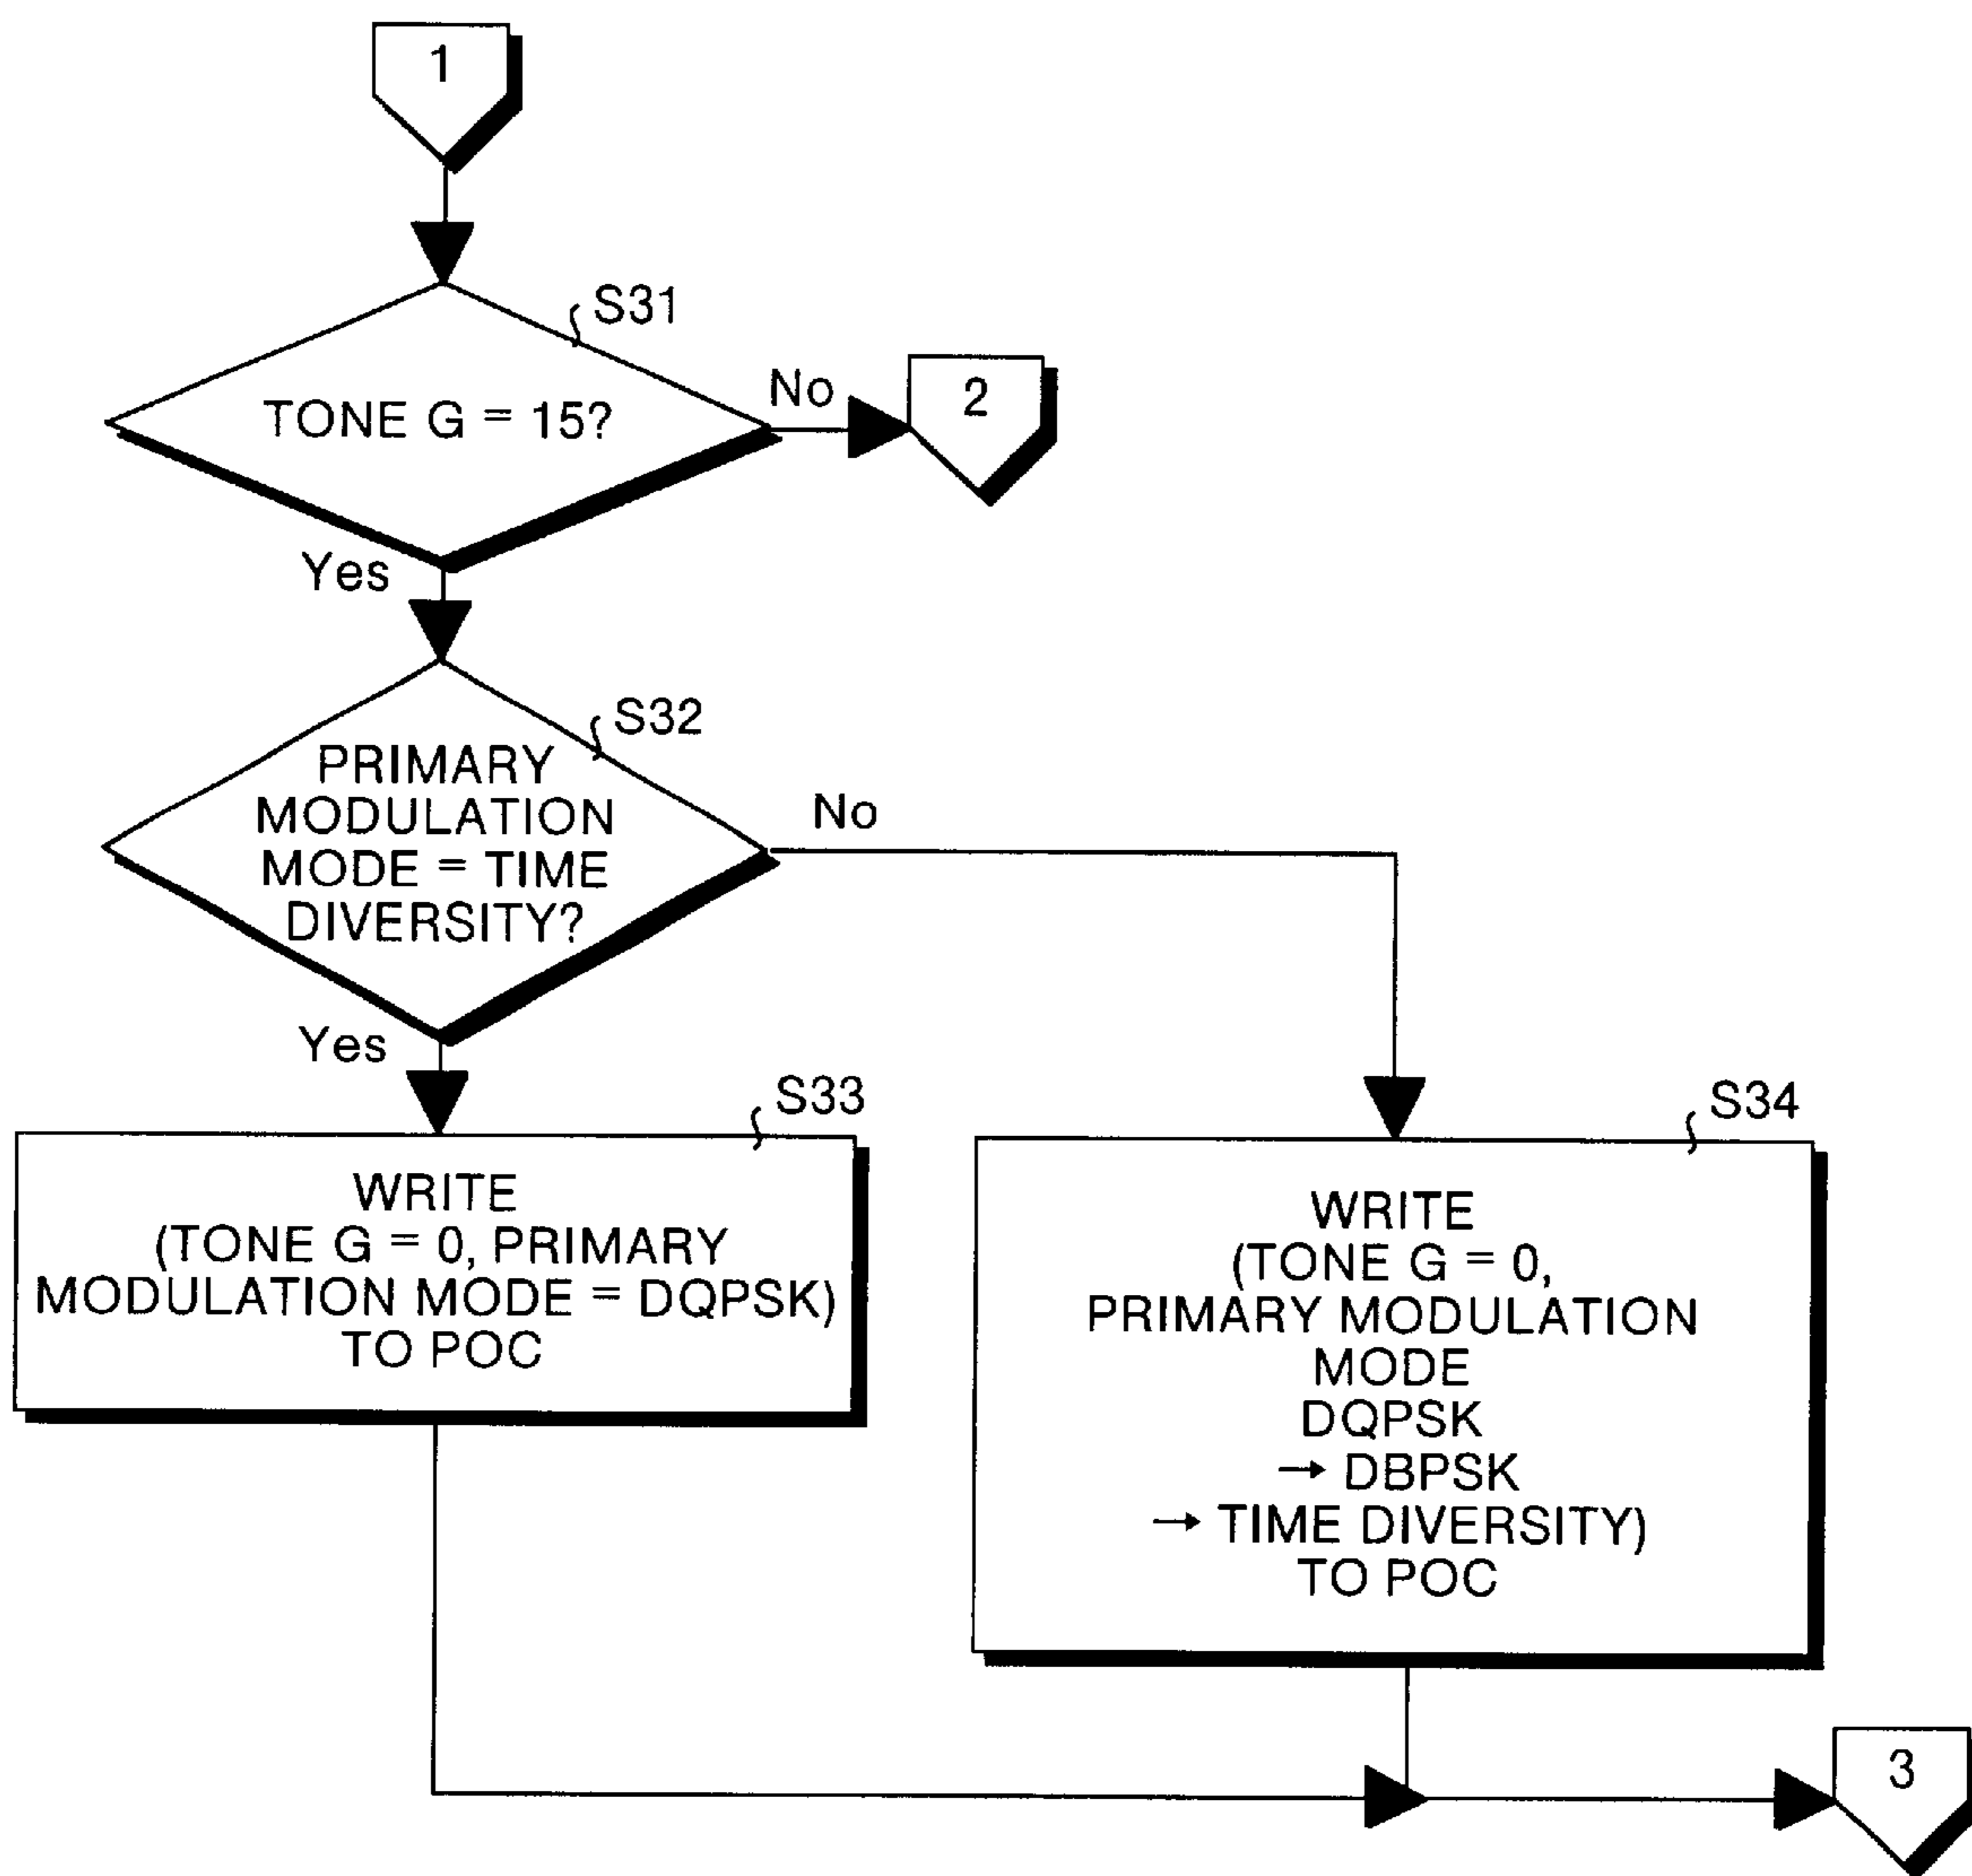 1
S31
TONE G = 15?
No
2
Yes
S32
PRIMARY
MODULATION
MODE = TIME
DIVERSITY?
No
Yes
S33
WRITE
(TONE G = 0, PRIMARY
MODULATION MODE = DQPSK)
TO POC
S34
WRITE
(TONE G = 0,
PRIMARY MODULATION
MODE
DQPSK
→ DBPSK
→ TIME DIVERSITY)
TO POC
3